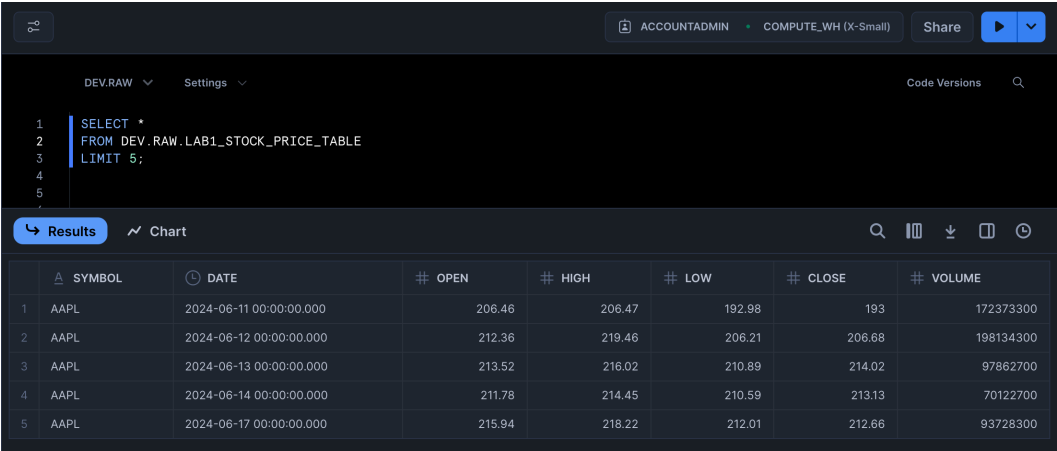 ACCOUNTADMIN • COMPUTE_WH (X-Small) Share
DEV.RAW Settings Code Versions
1 SELECT *
2 FROM DEV.RAW.LAB1_STOCK_PRICE_TABLE
3 LIMIT 5;
4
5
Results Chart
A SYMBOL DATE # OPEN # HIGH # LOW # CLOSE # VOLUME
1 AAPL 2024-06-11 00:00:00.000 206.46 206.47 192.98 193 172373300
2 AAPL 2024-06-12 00:00:00.000 212.36 219.46 206.21 206.68 198134300
3 AAPL 2024-06-13 00:00:00.000 213.52 216.02 210.89 214.02 97862700
4 AAPL 2024-06-14 00:00:00.000 211.78 214.45 210.59 213.13 70122700
5 AAPL 2024-06-17 00:00:00.000 215.94 218.22 212.01 212.66 93728300